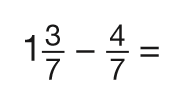 1 3/7 − 4/7 =